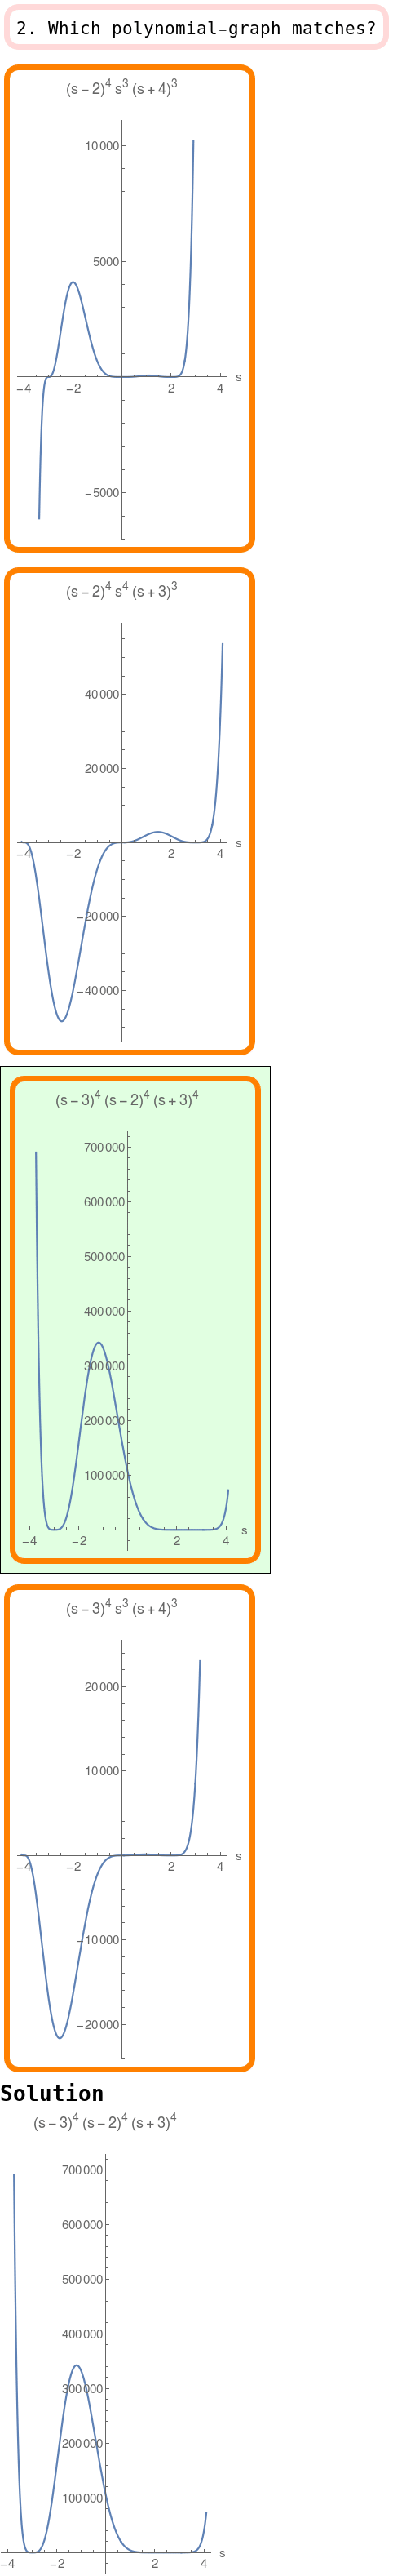 2. Which polynomial-graph matches?
(s-2)⁴ s³ (s+4)³
10000
5000
-4 -2 2 4 s
-5000
(s-2)⁴ s⁴ (s+3)³
40000
20000
-4 -2 2 4 s
-20000
-40000
(s-3)⁴ (s-2)⁴ (s+3)⁴
700000
600000
500000
400000
300000
200000
100000
-4 -2 2 4 s
(s-3)⁴ s³ (s+4)³
20000
10000
-4 -2 2 4 s
-10000
-20000
Solution
(s-3)⁴ (s-2)⁴ (s+3)⁴
700000
600000
500000
400000
300000
200000
100000
-4 -2 2 4 s